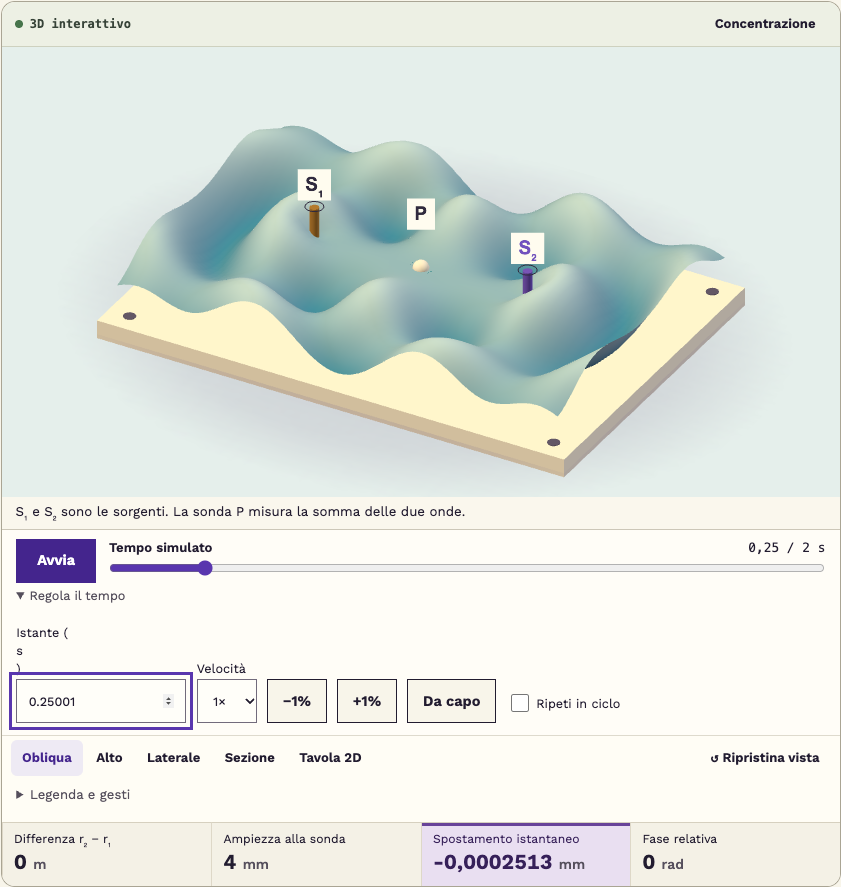 3D interattivo
Concentrazione
S₁
P
S₂
S₁ e S₂ sono le sorgenti. La sonda P misura la somma delle due onde.
Avvia
Tempo simulato
0,25 / 2 s
▼ Regola il tempo
Istante (
s
)
Velocità
0.25001
1×
−1%
+1%
Da capo
Ripeti in ciclo
Obliqua
Alto
Laterale
Sezione
Tavola 2D
↺ Ripristina vista
▶ Legenda e gesti
Differenza r₂ − r₁
0 m
Ampiezza alla sonda
4 mm
Spostamento istantaneo
-0,0002513 mm
Fase relativa
0 rad